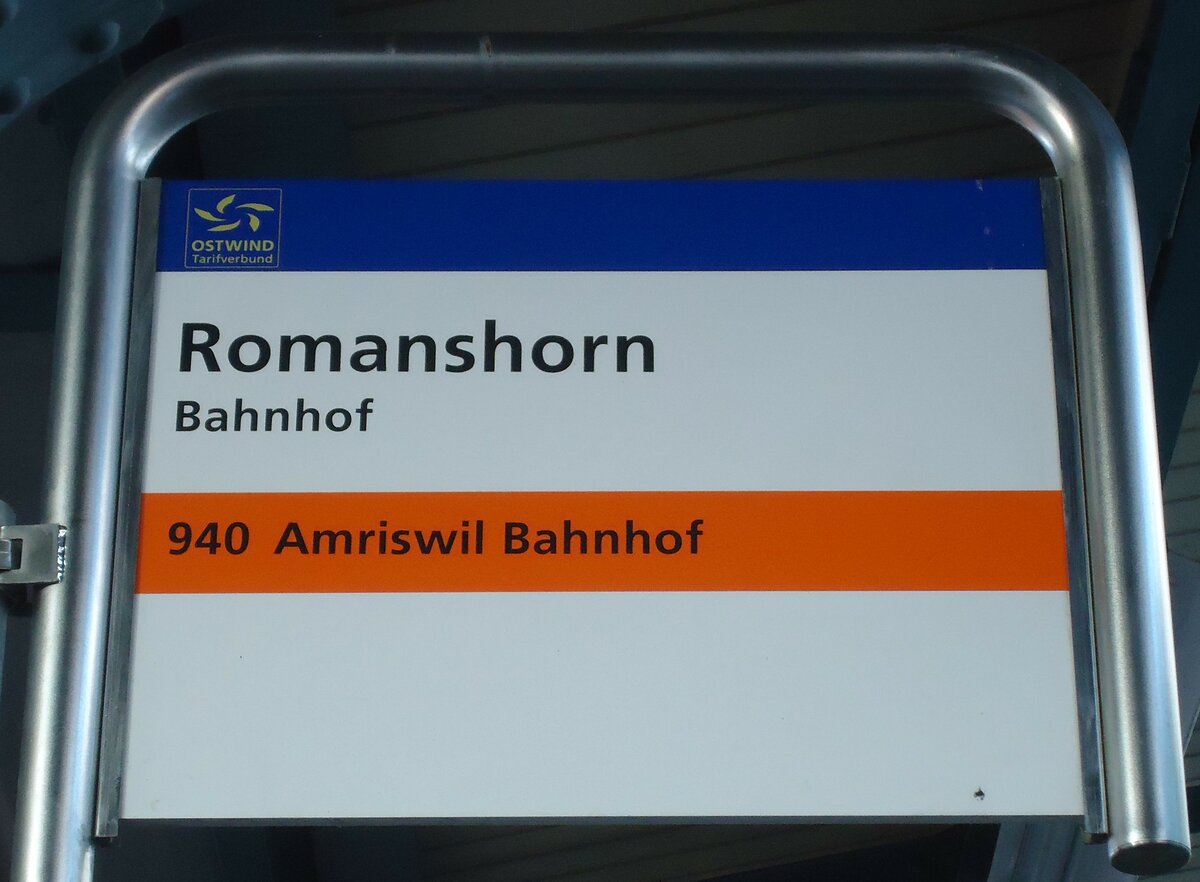 OSTWIND
Tarifverbund
Romanshorn
Bahnhof
940 Amriswil Bahnhof